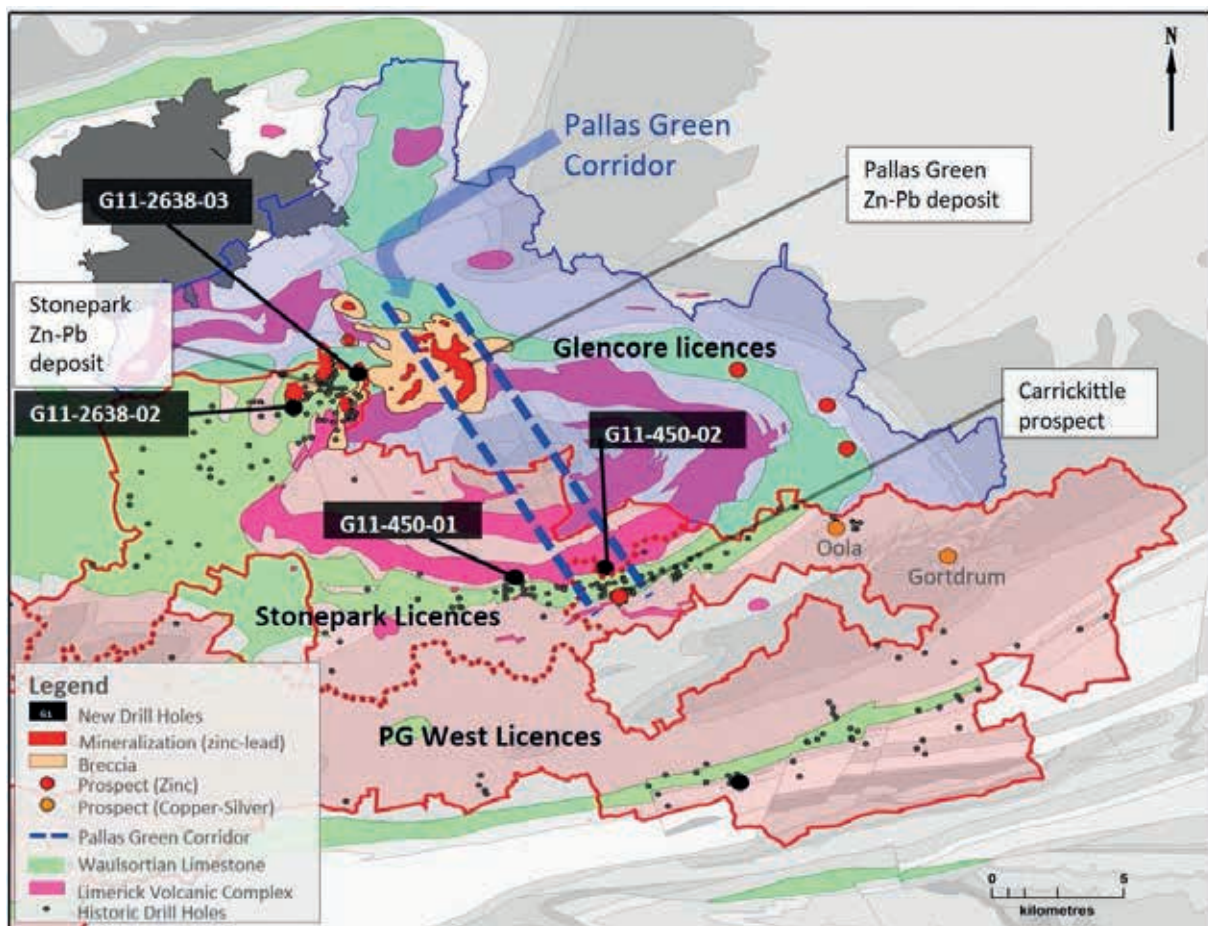 N
Pallas Green
Corridor
Pallas Green
Zn-Pb deposit
G11-2638-03
Stonepark
Zn-Pb
deposit
Glencore licences
Carrickittle
prospect
G11-2638-02
G11-450-02
G11-450-01
Oola
Gortdrum
Stonepark Licences
PG West Licences
Legend
G1
New Drill Holes
Mineralization (zinc-lead)
Breccia
Prospect (Zinc)
Prospect (Copper-Silver)
Pallas Green Corridor
Waulsortian Limestone
Limerick Volcanic Complex
Historic Drill Holes
0 5
kilometres